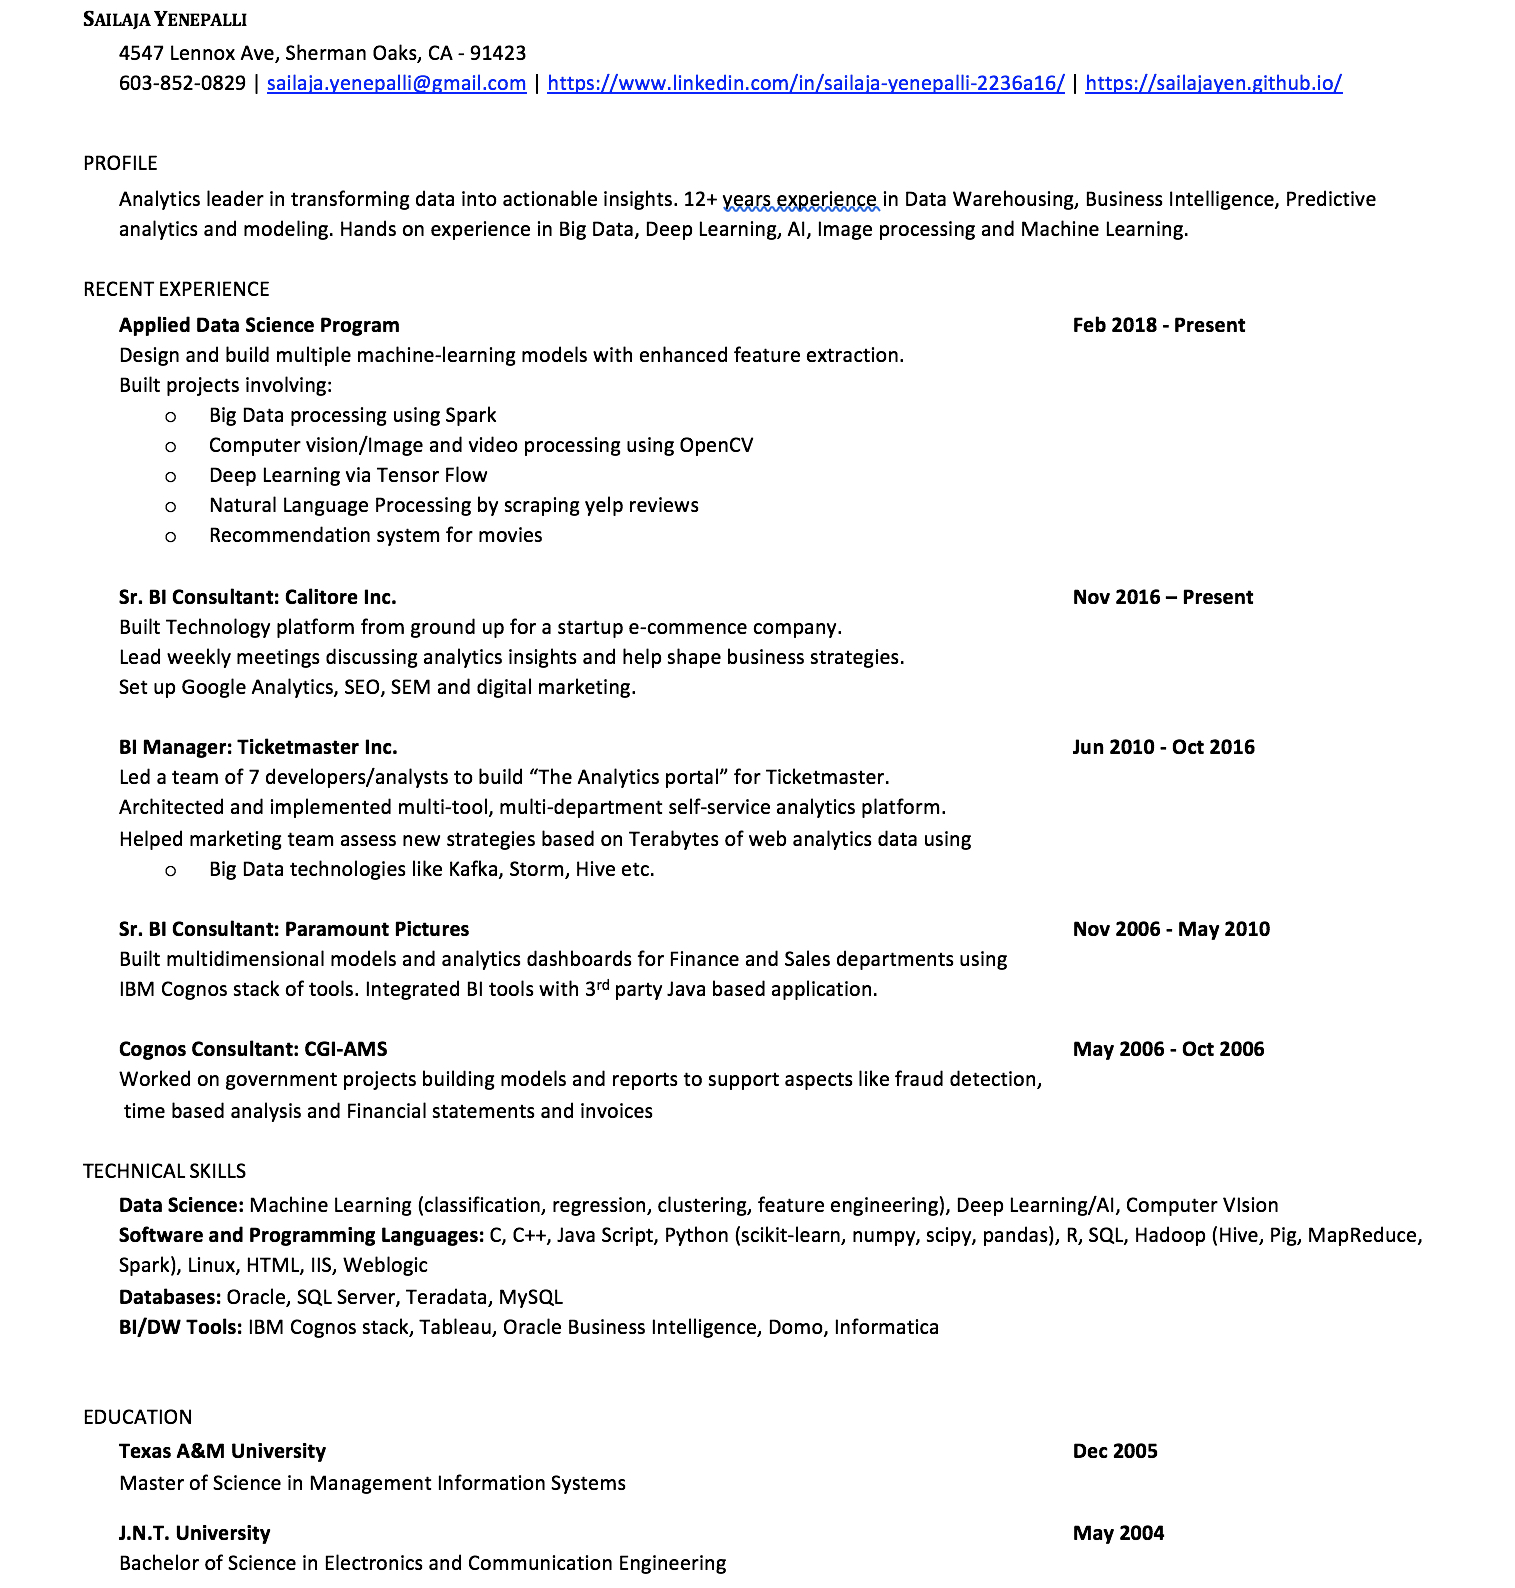 SAILAJA YENEPALLI
4547 Lennox Ave, Sherman Oaks, CA - 91423
603-852-0829 | sailaja.yenepalli@gmail.com | https://www.linkedin.com/in/sailaja-yenepalli-2236a16/ | https://sailajayen.github.io/
PROFILE
Analytics leader in transforming data into actionable insights. 12+ years experience in Data Warehousing, Business Intelligence, Predictive
analytics and modeling. Hands on experience in Big Data, Deep Learning, AI, Image processing and Machine Learning.
RECENT EXPERIENCE
Applied Data Science Program Feb 2018 - Present
Design and build multiple machine-learning models with enhanced feature extraction.
Built projects involving:
o Big Data processing using Spark
o Computer vision/Image and video processing using OpenCV
o Deep Learning via Tensor Flow
o Natural Language Processing by scraping yelp reviews
o Recommendation system for movies
Sr. BI Consultant: Calitore Inc. Nov 2016 – Present
Built Technology platform from ground up for a startup e-commence company.
Lead weekly meetings discussing analytics insights and help shape business strategies.
Set up Google Analytics, SEO, SEM and digital marketing.
BI Manager: Ticketmaster Inc. Jun 2010 - Oct 2016
Led a team of 7 developers/analysts to build “The Analytics portal” for Ticketmaster.
Architected and implemented multi-tool, multi-department self-service analytics platform.
Helped marketing team assess new strategies based on Terabytes of web analytics data using
o Big Data technologies like Kafka, Storm, Hive etc.
Sr. BI Consultant: Paramount Pictures Nov 2006 - May 2010
Built multidimensional models and analytics dashboards for Finance and Sales departments using
IBM Cognos stack of tools. Integrated BI tools with 3rd party Java based application.
Cognos Consultant: CGI-AMS May 2006 - Oct 2006
Worked on government projects building models and reports to support aspects like fraud detection,
time based analysis and Financial statements and invoices
TECHNICAL SKILLS
Data Science: Machine Learning (classification, regression, clustering, feature engineering), Deep Learning/AI, Computer VIsion
Software and Programming Languages: C, C++, Java Script, Python (scikit-learn, numpy, scipy, pandas), R, SQL, Hadoop (Hive, Pig, MapReduce,
Spark), Linux, HTML, IIS, Weblogic
Databases: Oracle, SQL Server, Teradata, MySQL
BI/DW Tools: IBM Cognos stack, Tableau, Oracle Business Intelligence, Domo, Informatica
EDUCATION
Texas A&M University Dec 2005
Master of Science in Management Information Systems
J.N.T. University May 2004
Bachelor of Science in Electronics and Communication Engineering